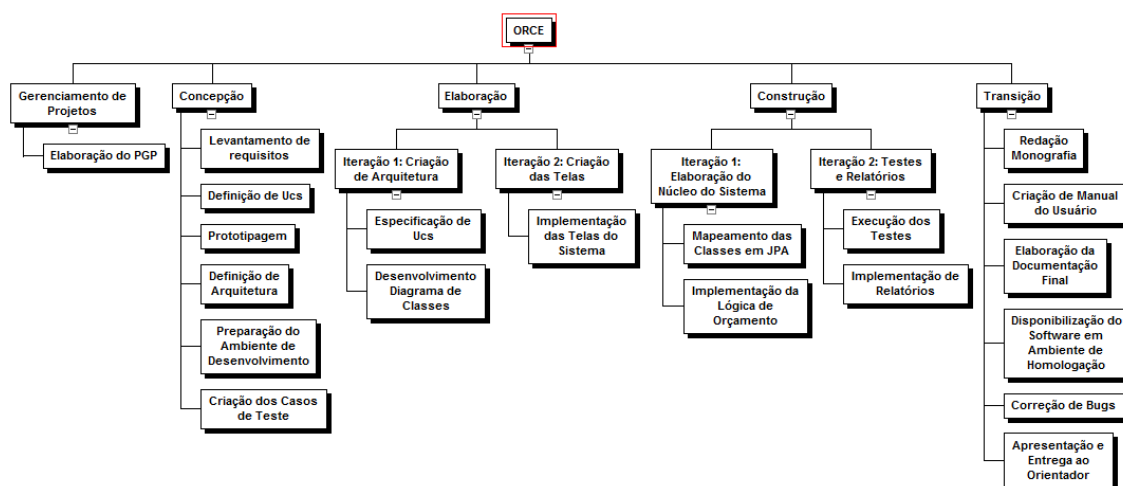 ORCE
Gerenciamento de
Projetos
Elaboração do PGP
Concepção
Levantamento de
requisitos
Definição de Ucs
Prototipagem
Definição de
Arquitetura
Preparação do
Ambiente de
Desenvolvimento
Criação dos Casos
de Teste
Elaboração
Iteração 1: Criação
de Arquitetura
Especificação de
Ucs
Desenvolvimento
Diagrama de
Classes
Iteração 2: Criação
das Telas
Implementação
das Telas do
Sistema
Construção
Iteração 1:
Elaboração do
Núcleo do Sistema
Mapeamento das
Classes em JPA
Implementação da
Lógica de
Orçamento
Iteração 2: Testes
e Relatórios
Execução dos
Testes
Implementação de
Relatórios
Transição
Redação
Monografia
Criação de Manual
do Usuário
Elaboração da
Documentação
Final
Disponibilização do
Software em
Ambiente de
Homologação
Correção de Bugs
Apresentação e
Entrega ao
Orientador